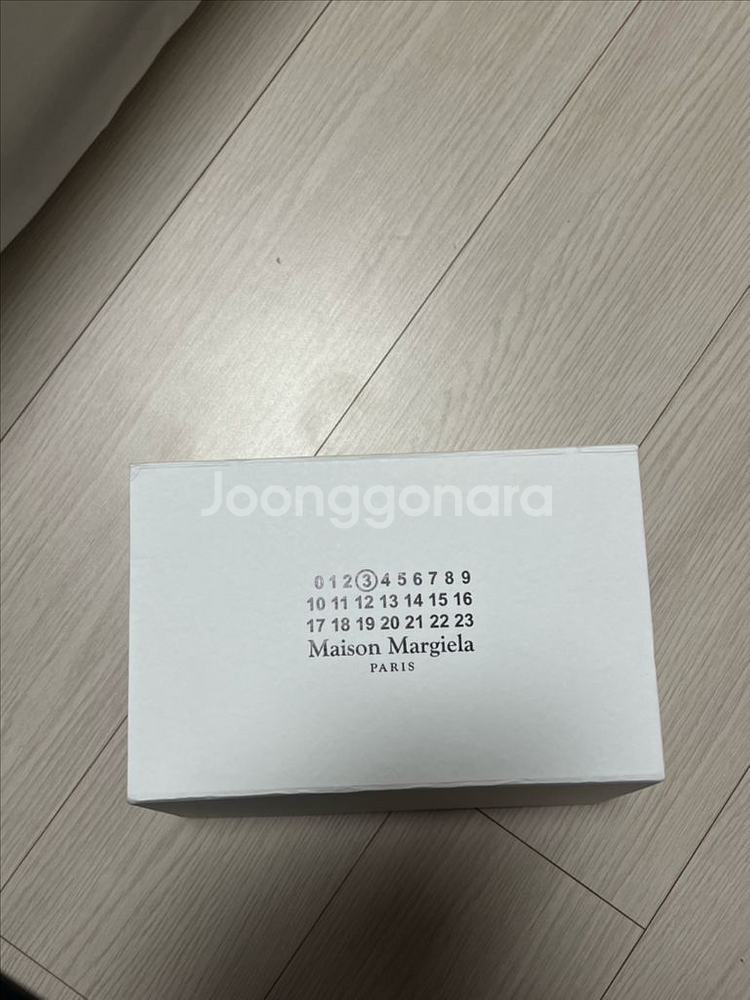 Joonggonara
0 1 2 3 4 5 6 7 8 9
10 11 12 13 14 15 16
17 18 19 20 21 22 23
Maison Margiela
PARIS